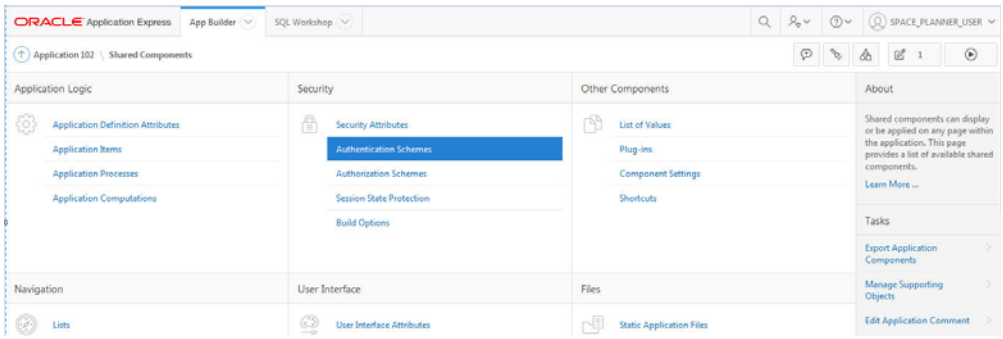 ORACLE Application Express App Builder SQL Workshop SPACE_PLANNER_USER
Application 102 \ Shared Components 1
Application Logic
Application Definition Attributes
Application Items
Application Processes
Application Computations
Security
Security Attributes
Authentication Schemes
Authorization Schemes
Session State Protection
Build Options
Other Components
List of Values
Plug-ins
Component Settings
Shortcuts
About
Shared components can display
or be applied on any page within
the application. This page
provides a list of available shared
components.
Learn More ...
Tasks
Export Application
Components
Manage Supporting
Objects
Edit Application Comment
Navigation
Lists
User Interface
User Interface Attributes
Files
Static Application Files